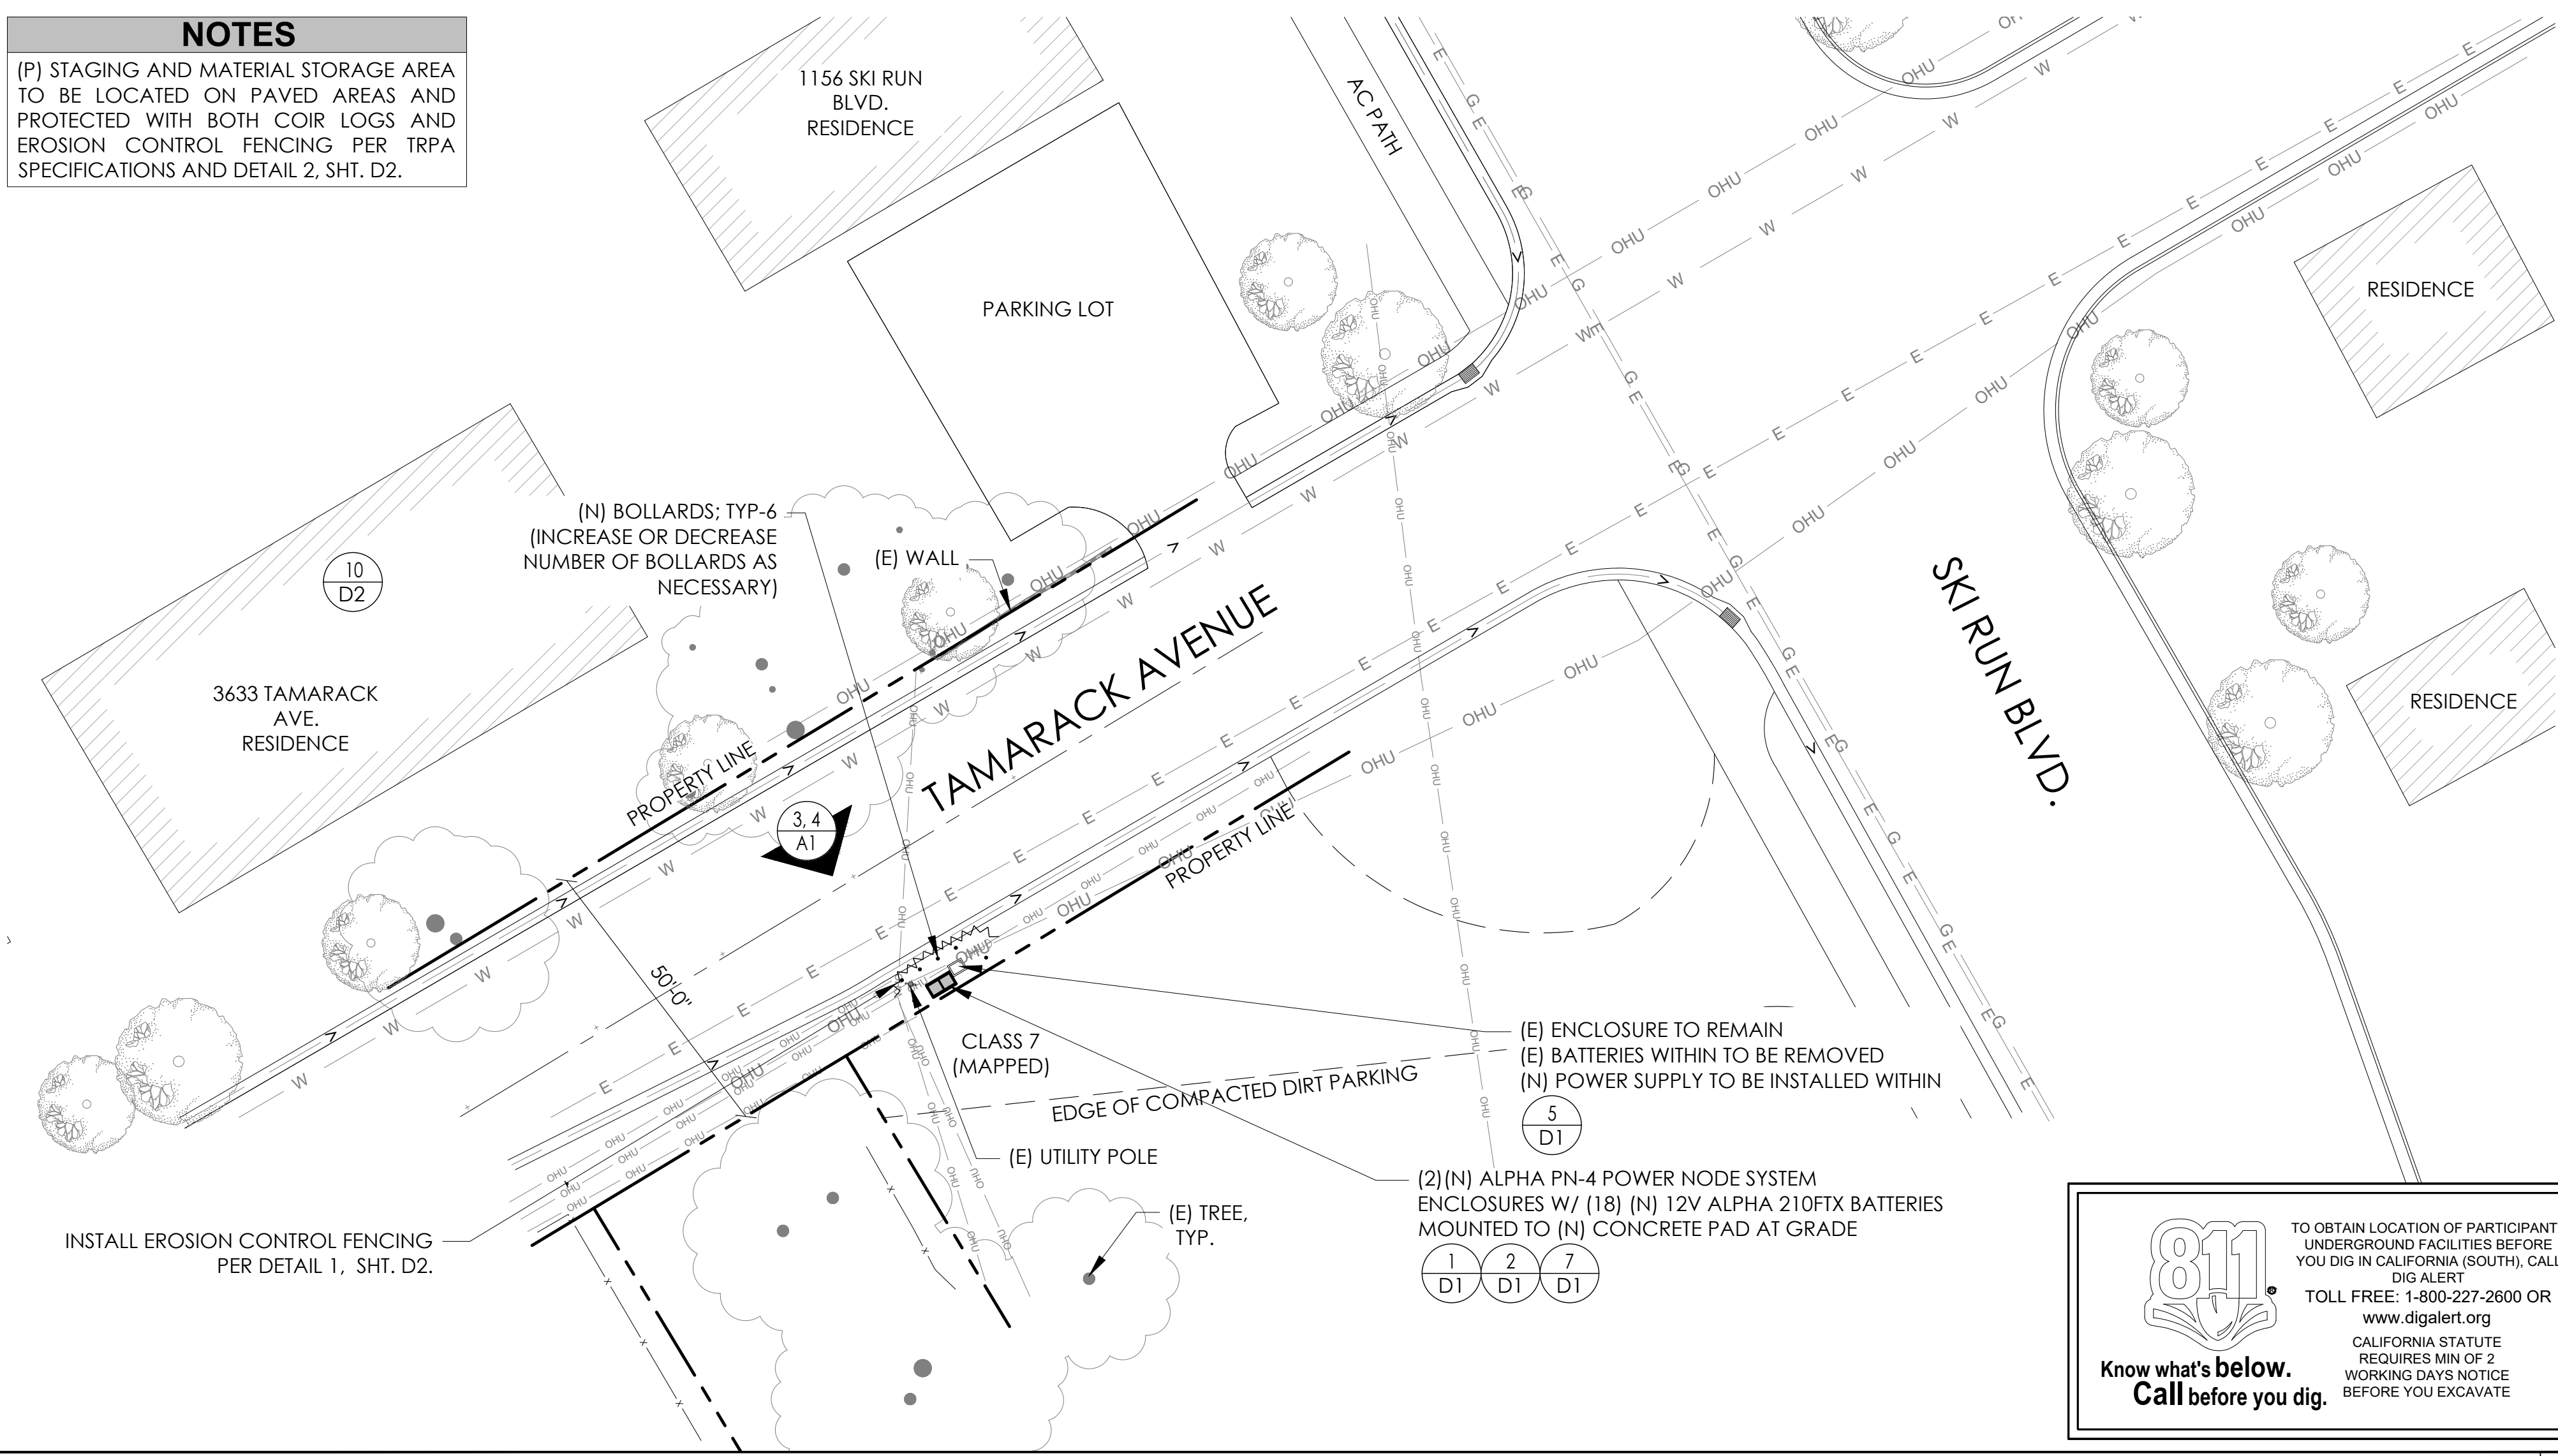 NOTES
(P) STAGING AND MATERIAL STORAGE AREA
TO BE LOCATED ON PAVED AREAS AND
PROTECTED WITH BOTH COIR LOGS AND
EROSION CONTROL FENCING PER TRPA
SPECIFICATIONS AND DETAIL 2, SHT. D2.
1156 SKI RUN
BLVD.
RESIDENCE
AC PATH
PARKING LOT
RESIDENCE
(N) BOLLARDS; TYP-6
(INCREASE OR DECREASE
NUMBER OF BOLLARDS AS
NECESSARY)
(E) WALL
10
D2
3633 TAMARACK
AVE.
RESIDENCE
PROPERTY LINE
TAMARACK AVENUE
SKI RUN BLVD.
RESIDENCE
3, 4
A1
PROPERTY LINE
50'-0"
CLASS 7
(MAPPED)
(E) ENCLOSURE TO REMAIN
(E) BATTERIES WITHIN TO BE REMOVED
(N) POWER SUPPLY TO BE INSTALLED WITHIN
5
D1
EDGE OF COMPACTED DIRT PARKING
(E) UTILITY POLE
(2)(N) ALPHA PN-4 POWER NODE SYSTEM
ENCLOSURES W/ (18) (N) 12V ALPHA 210FTX BATTERIES
MOUNTED TO (N) CONCRETE PAD AT GRADE
1 2 7
D1 D1 D1
(E) TREE,
TYP.
INSTALL EROSION CONTROL FENCING
PER DETAIL 1, SHT. D2.
OHU
W
E
G
811
Know what's below.
Call before you dig.
TO OBTAIN LOCATION OF PARTICIPANT
UNDERGROUND FACILITIES BEFORE
YOU DIG IN CALIFORNIA (SOUTH), CALL
DIG ALERT
TOLL FREE: 1-800-227-2600 OR
www.digalert.org
CALIFORNIA STATUTE
REQUIRES MIN OF 2
WORKING DAYS NOTICE
BEFORE YOU EXCAVATE